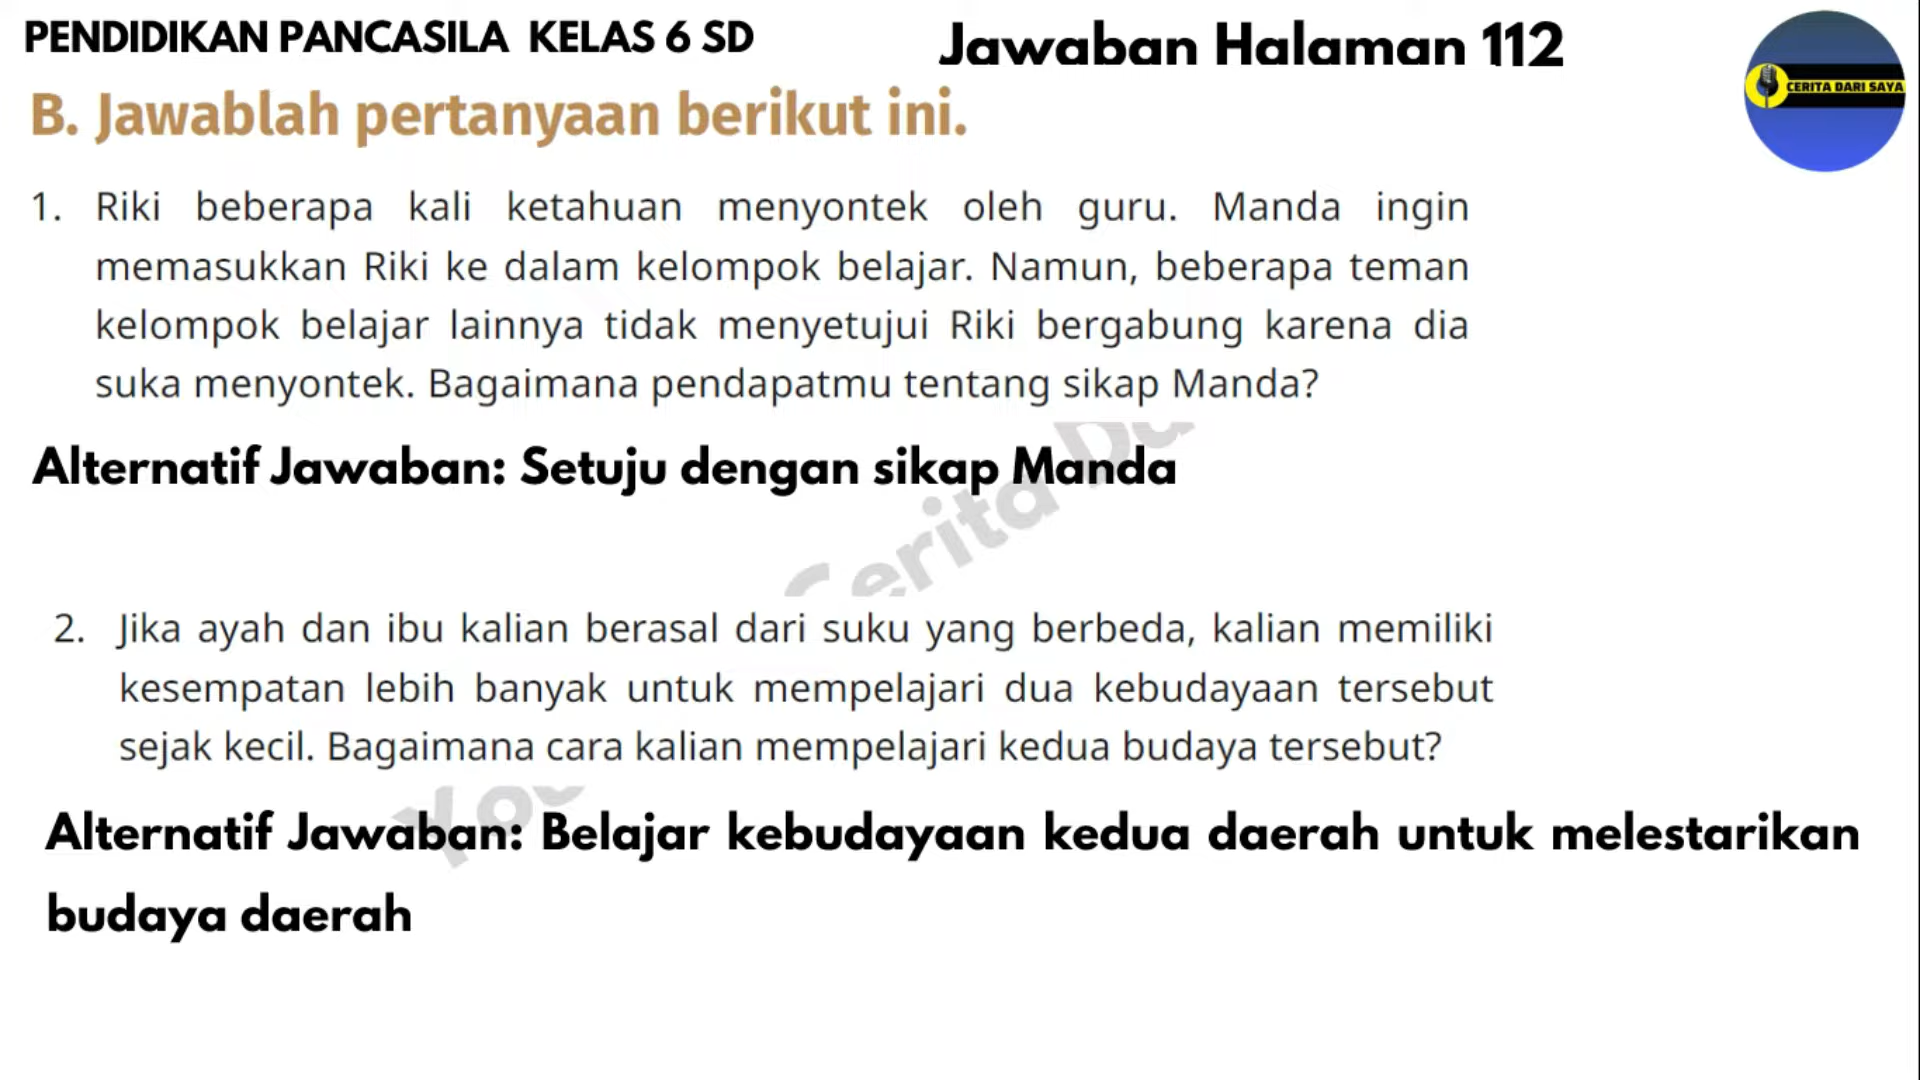 PENDIDIKAN PANCASILA KELAS 6 SD
Jawaban Halaman 112
CERITA DARI SAYA
B. Jawablah pertanyaan berikut ini.
1. Riki beberapa kali ketahuan menyontek oleh guru. Manda ingin
memasukkan Riki ke dalam kelompok belajar. Namun, beberapa teman
kelompok belajar lainnya tidak menyetujui Riki bergabung karena dia
suka menyontek. Bagaimana pendapatmu tentang sikap Manda?
Alternatif Jawaban: Setuju dengan sikap Manda
Cerita Da
2. Jika ayah dan ibu kalian berasal dari suku yang berbeda, kalian memiliki
kesempatan lebih banyak untuk mempelajari dua kebudayaan tersebut
sejak kecil. Bagaimana cara kalian mempelajari kedua budaya tersebut?
You
Alternatif Jawaban: Belajar kebudayaan kedua daerah untuk melestarikan
budaya daerah